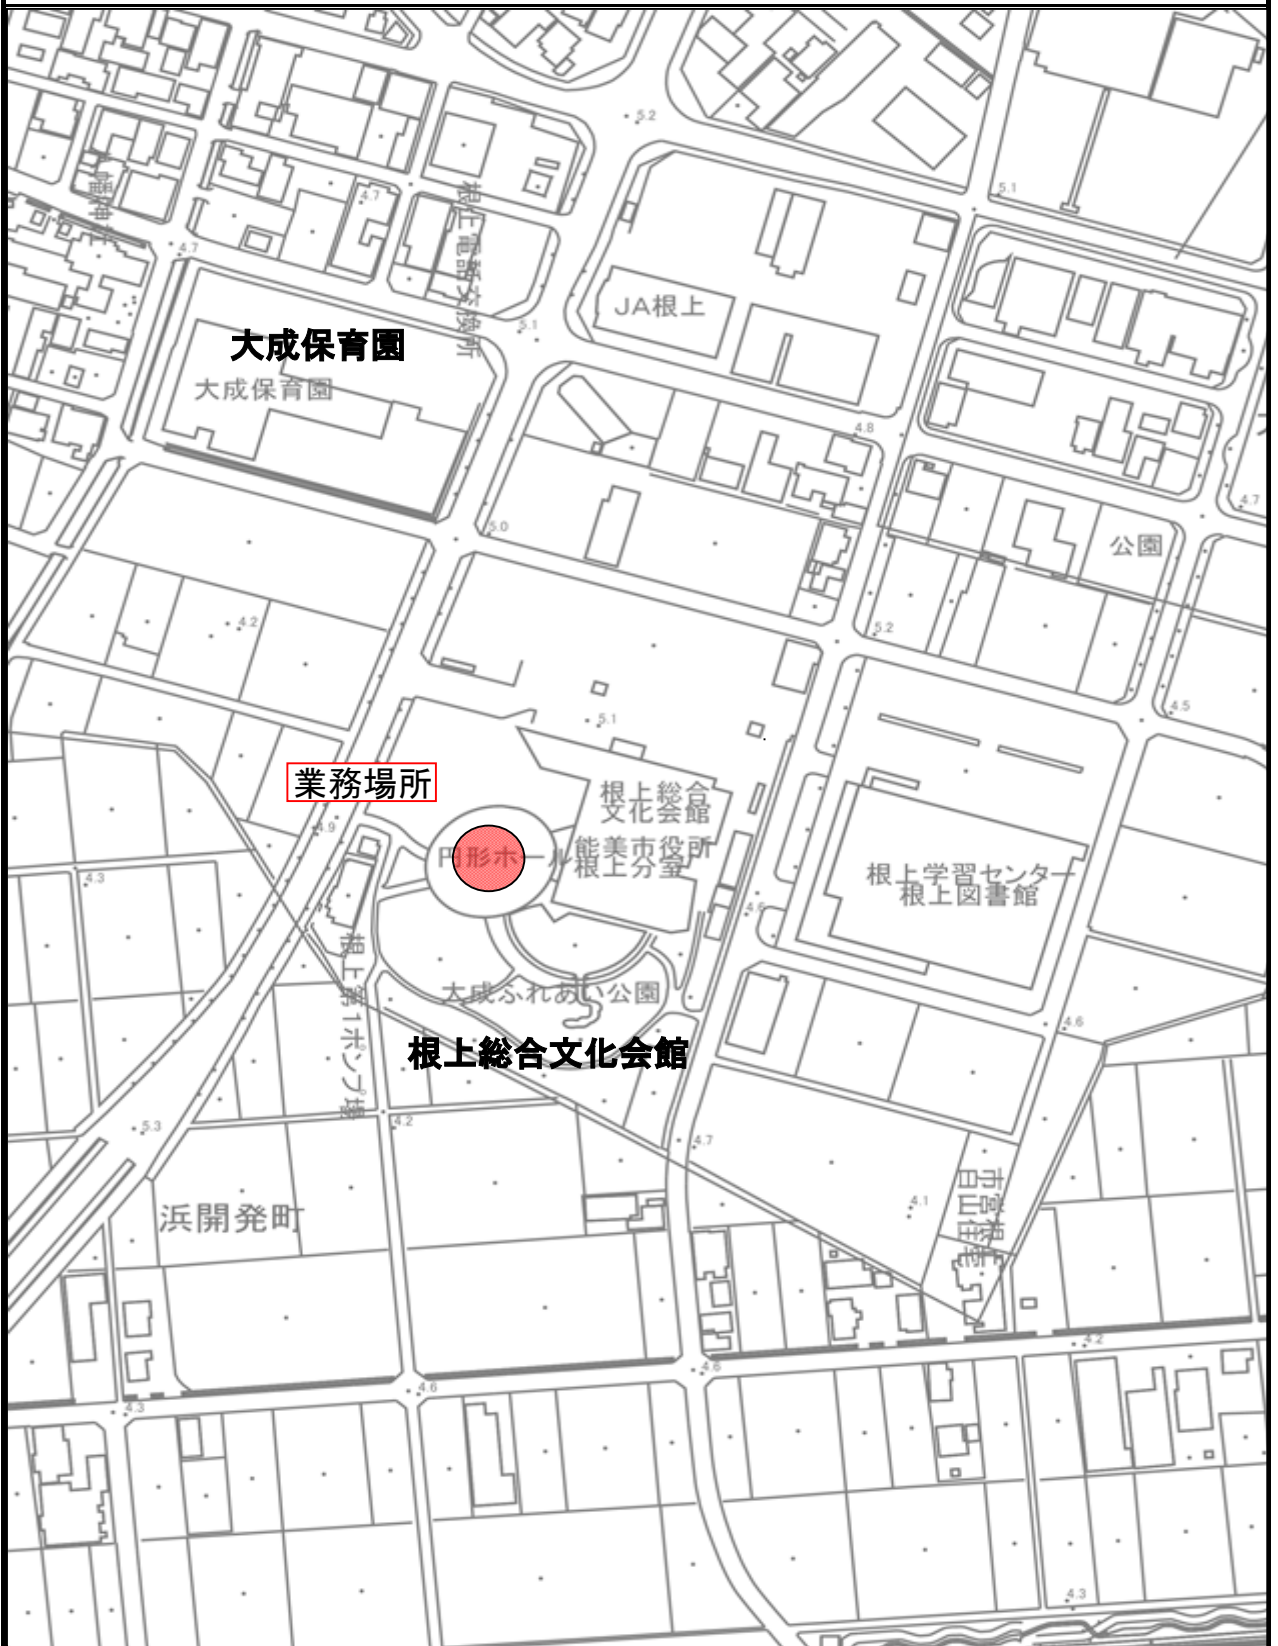 5.2
5.1
4.7
根上電話交換所
4.7
JA根上
5.1
大成保育園
大成保育園
4.8
4.7
5.0
公園
4.2
5.2
4.5
5.1
業務場所
根上総合
文化会館
4.9
円形ホール
能美市役所
根上分室
根上学習センター
根上図書館
4.3
4.6
根上第1ポンプ場
大成ふれあい公園
4.6
根上総合文化会館
4.2
5.3
4.7
4.1
浜開発町
4.2
4.6
4.6
4.3
4.3